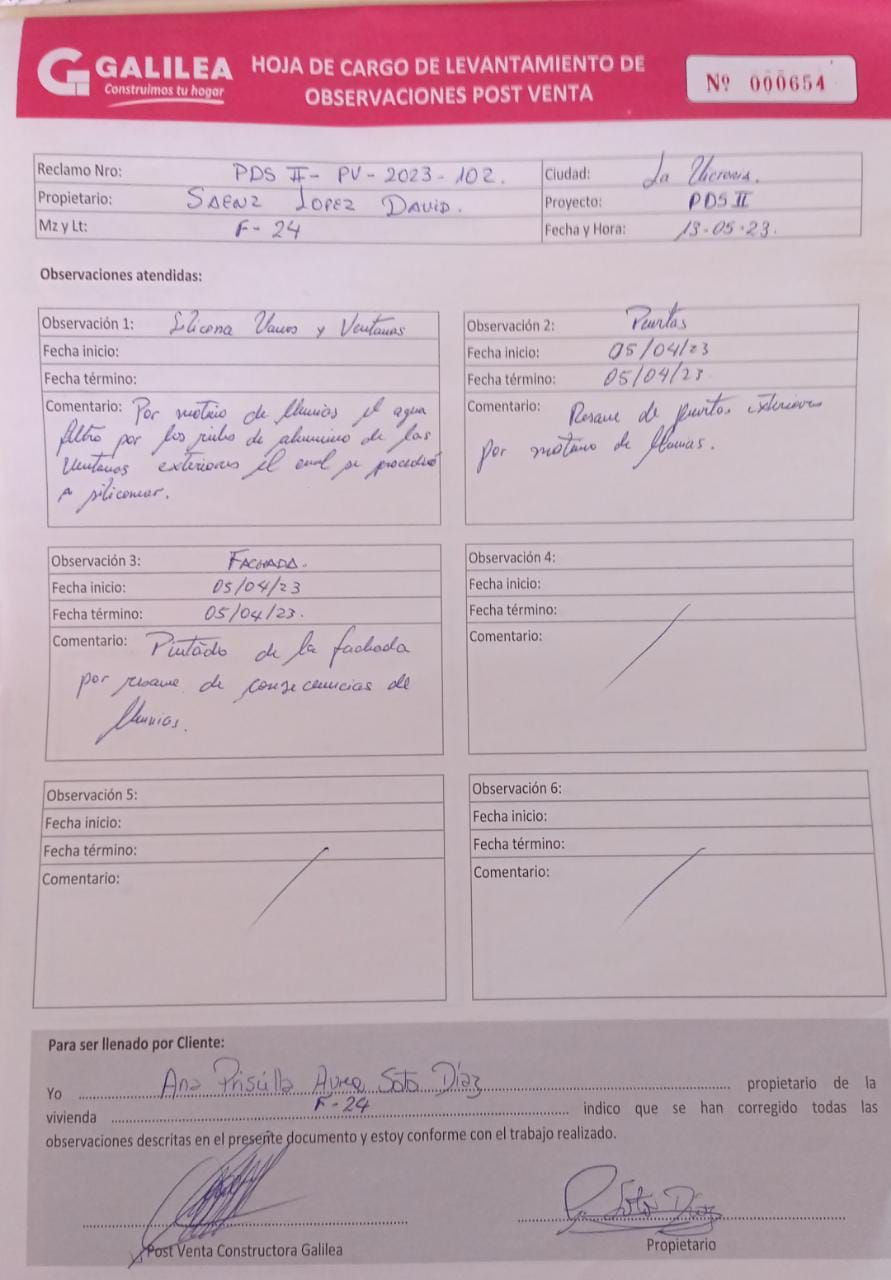 GALILEA
Construimos tu hogar
HOJA DE CARGO DE LEVANTAMIENTO DE
OBSERVACIONES POST VENTA
Nº 000654
Reclamo Nro: PDS II - PV - 2023 - 102.
Ciudad: La
Propietario: SAENZ LOPEZ DAVID.
Proyecto: PDS II
Mz y Lt: F - 24
Fecha y Hora: 13-05-23.
Observaciones atendidas:
Observación 1: Silicona Vanos y Ventanas
Fecha inicio:
Fecha término:
Comentario: Por motivo de lluvias el agua
filtro por los de aluminio de las
Ventanas exteriores el cual se procedió
a siliconear.
Observación 2: Puertas
Fecha inicio: 05/04/23
Fecha término: 05/04/23
Comentario: Resane de puertas exteriores
por motivo de lluvias.
Observación 3: FACHADA.
Fecha inicio: 05/04/23
Fecha término: 05/04/23.
Comentario: Pintado de la fachada
por resane de consecuencias de
lluvias.
Observación 4:
Fecha inicio:
Fecha término:
Comentario:
Observación 5:
Fecha inicio:
Fecha término:
Comentario:
Observación 6:
Fecha inicio:
Fecha término:
Comentario:
Para ser llenado por Cliente:
Yo Ana Priscilla Aurea Soto Díaz propietario de la
vivienda F-24 indico que se han corregido todas las
observaciones descritas en el presente documento y estoy conforme con el trabajo realizado.
Soto Díaz
Post Venta Constructora Galilea
Propietario